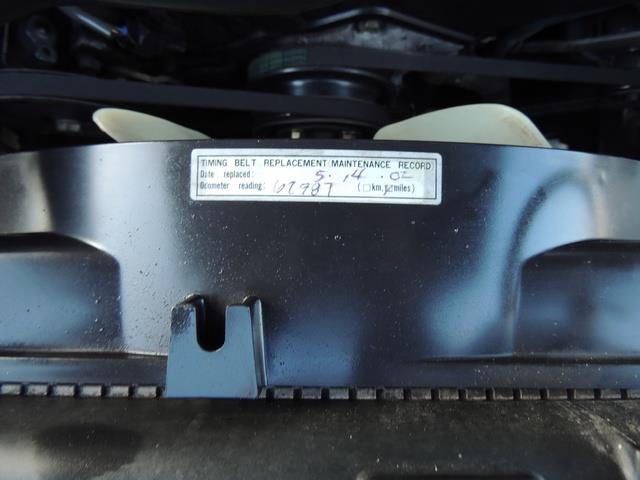 TIMING BELT REPLACEMENT/MAINTENANCE RECORD
Date replaced: 5.14.02
Odometer reading: 67987 (□km,☑miles)